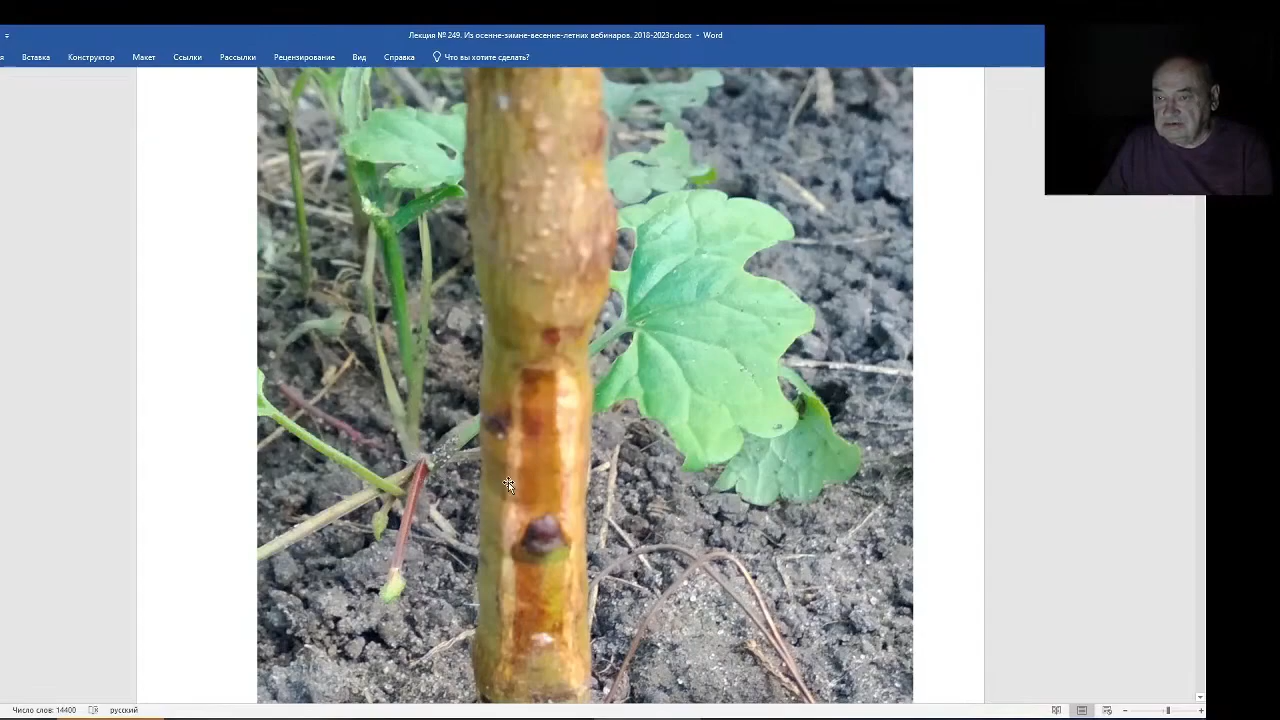 Лекция № 249. Из осенне-зимне-весенне-летних вебинаров. 2018-2023г.docx - Word
я Вставка Конструктор Макет Ссылки Рассылки Рецензирование Вид Справка Что вы хотите сделать?
Число слов: 14400 русский